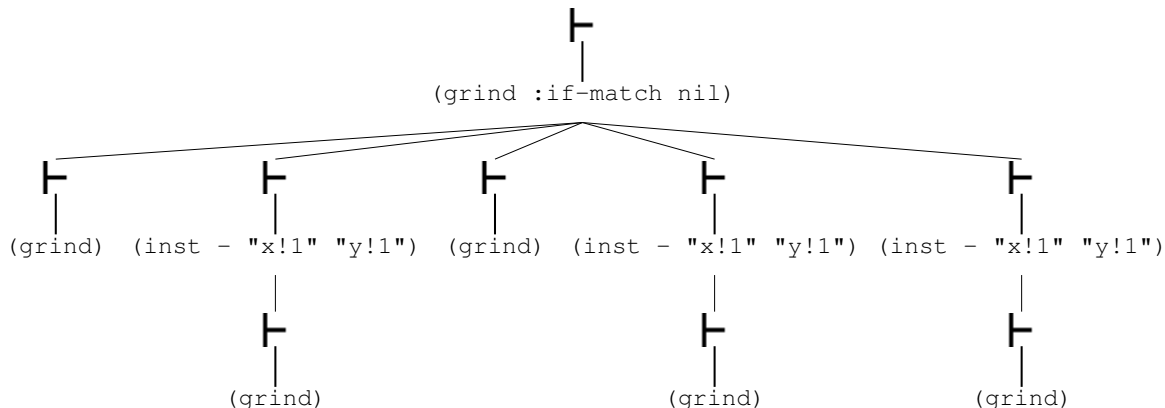 ⊢
(grind :if-match nil)
⊢ ⊢ ⊢ ⊢ ⊢
(grind) (inst - "x!1" "y!1") (grind) (inst - "x!1" "y!1") (inst - "x!1" "y!1")
⊢ ⊢ ⊢
(grind) (grind) (grind)